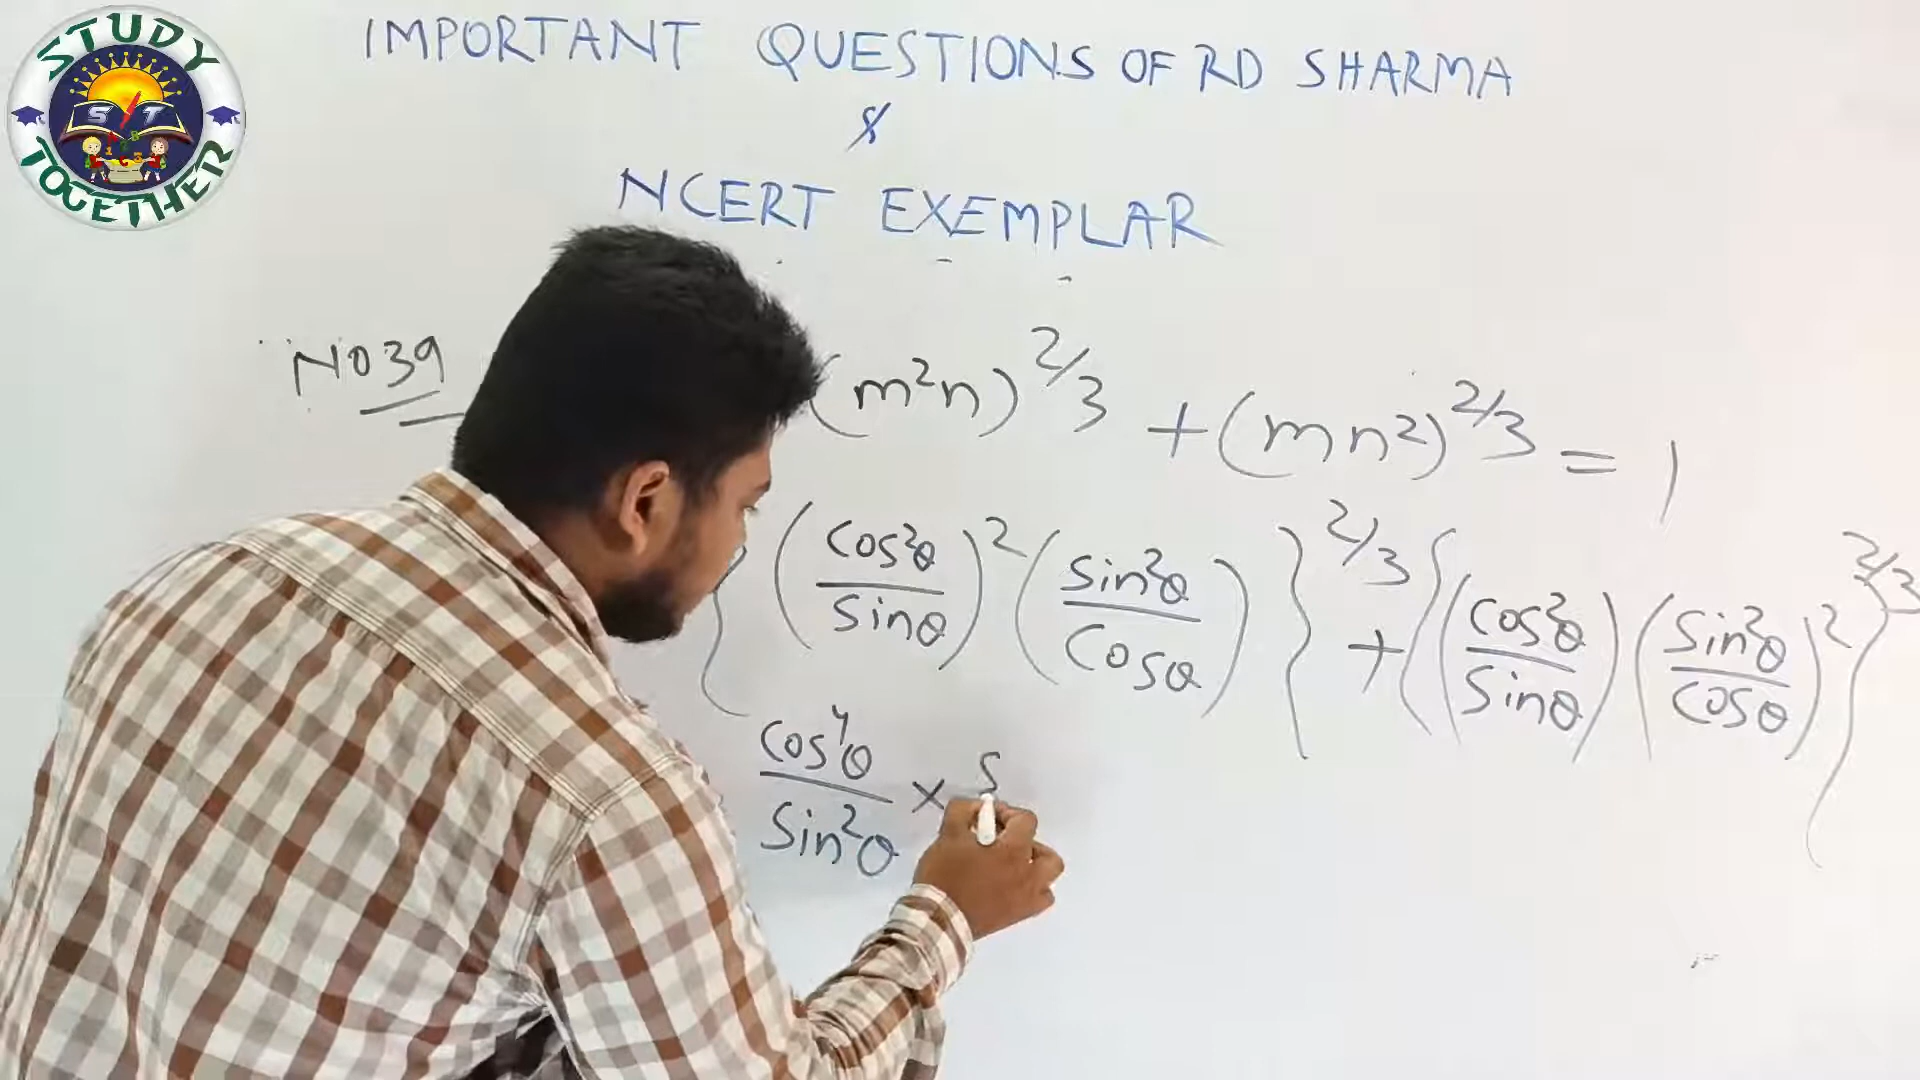 STUDY
S T
TOGETHER
IMPORTANT QUESTIONS OF RD SHARMA
&
NCERT EXEMPLAR
NO 39
(m²n)^2/3 + (mn²)^2/3 = 1
{(cos²θ/sinθ)² (sin²θ/cosθ)}^2/3 + {(cos²θ/sinθ) (sin²θ/cosθ)²}^2/3
cos⁴θ/sin²θ × s